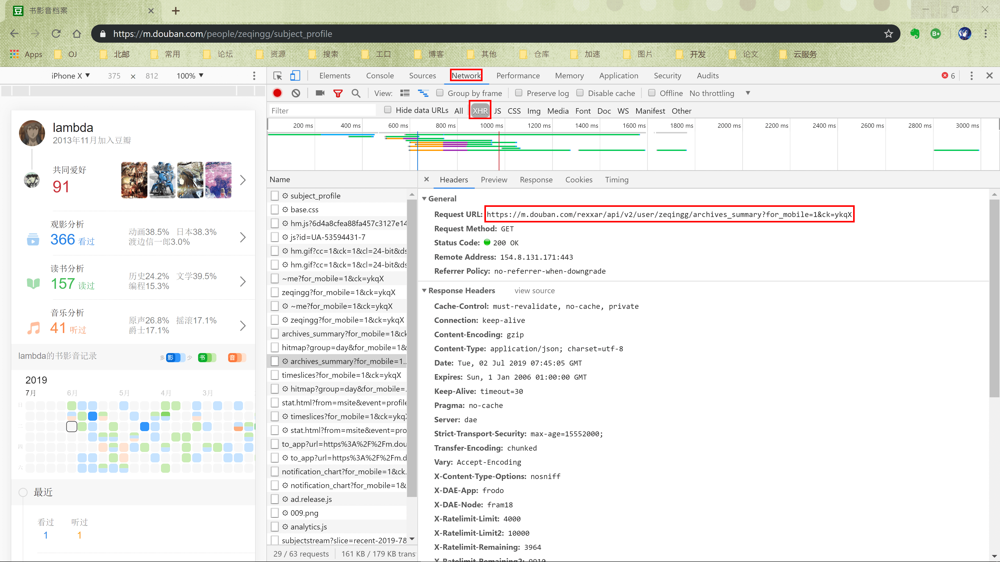 书影音档案
https://m.douban.com/people/zeqingg/subject_profile
Apps OJ 北邮 常用 论坛 资源 搜索 工口 博客 其他 仓库 加速 图片 开发 论文 云服务
iPhone X 375 × 812 100%
Elements Console Sources Network Performance Memory Application Security Audits 6
View: Group by frame Preserve log Disable cache Offline No throttling
Filter Hide data URLs All XHR JS CSS Img Media Font Doc WS Manifest Other
200 ms 400 ms 600 ms 800 ms 1000 ms 1200 ms 1400 ms 1600 ms 1800 ms 2000 ms 2200 ms 2400 ms 2600 ms 2800 ms 3000 ms
lambda
2013年11月加入豆瓣
共同爱好
91
观影分析
366 看过
动画38.5% 日本38.3%
渡边信一郎3.0%
读书分析
157 读过
历史24.2% 文学39.5%
编程15.3%
音乐分析
41 听过
原声26.8% 摇滚17.1%
爵士17.1%
lambda的书影音记录
多 影 少 书 音
2019
7月 6月 5月 4月 3月
日
二
四
六
最近
看过 听过
1 1
Name
subject_profile
base.css
hm.js?6d4a8cfea88fa457c3127e14
js?id=UA-53594431-7
hm.gif?cc=1&ck=1&cl=24-bit&ds
hm.gif?cc=1&ck=1&cl=24-bit&ds
~me?for_mobile=1&ck=ykqX
zeqingg?for_mobile=1&ck=ykqX
~me?for_mobile=1&ck=ykqX
zeqingg?for_mobile=1&ck=ykqX
archives_summary?for_mobile=1&ck
hitmap?group=day&for_mobile=1&
archives_summary?for_mobile=1...
timeslices?for_mobile=1&ck=ykqX
hitmap?group=day&for_mobile=...
stat.html?from=msite&event=profile
timeslices?for_mobile=1&ck=ykqX
stat.html?from=msite&event=pro
to_app?url=https%3A%2F%2Fm.dou
to_app?url=https%3A%2F%2Fm.d
notification_chart?for_mobile=1&ck.
notification_chart?for_mobile=1&
ad.release.js
009.png
analytics.js
subjectstream?slice=recent-2019-7&
29 / 63 requests 161 KB / 179 KB trans
Headers Preview Response Cookies Timing
General
Request URL: https://m.douban.com/rexxar/api/v2/user/zeqingg/archives_summary?for_mobile=1&ck=ykqX
Request Method: GET
Status Code: 200 OK
Remote Address: 154.8.131.171:443
Referrer Policy: no-referrer-when-downgrade
Response Headers view source
Cache-Control: must-revalidate, no-cache, private
Connection: keep-alive
Content-Encoding: gzip
Content-Type: application/json; charset=utf-8
Date: Tue, 02 Jul 2019 07:45:05 GMT
Expires: Sun, 1 Jan 2006 01:00:00 GMT
Keep-Alive: timeout=30
Pragma: no-cache
Server: dae
Strict-Transport-Security: max-age=15552000;
Transfer-Encoding: chunked
Vary: Accept-Encoding
X-Content-Type-Options: nosniff
X-DAE-App: frodo
X-DAE-Node: fram18
X-Ratelimit-Limit: 4000
X-Ratelimit-Limit2: 10000
X-Ratelimit-Remaining: 3964
X-Ratelimit-Remaining2: 9910